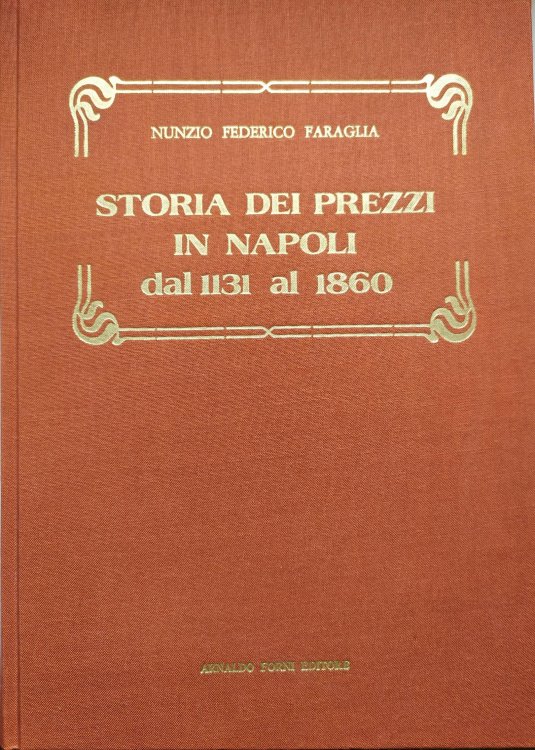 NUNZIO FEDERICO FARAGLIA
STORIA DEI PREZZI
IN NAPOLI
dal 1131 al 1860
ARNALDO FORNI EDITORE